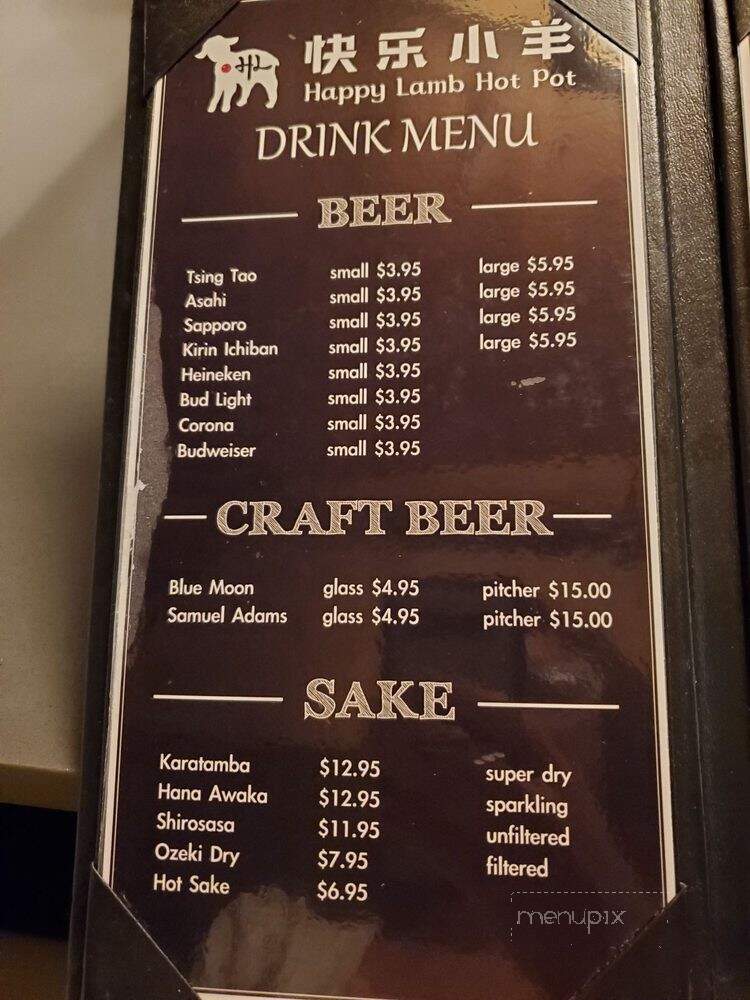 HL
快乐小羊
Happy Lamb Hot Pot
DRINK MENU
BEER
Tsing Tao small $3.95 large $5.95
Asahi small $3.95 large $5.95
Sapporo small $3.95 large $5.95
Kirin Ichiban small $3.95 large $5.95
Heineken small $3.95
Bud Light small $3.95
Corona small $3.95
Budweiser small $3.95
CRAFT BEER
Blue Moon glass $4.95 pitcher $15.00
Samuel Adams glass $4.95 pitcher $15.00
SAKE
Karatamba $12.95 super dry
Hana Awaka $12.95 sparkling
Shirosasa $11.95 unfiltered
Ozeki Dry $7.95 filtered
Hot Sake $6.95
menupix